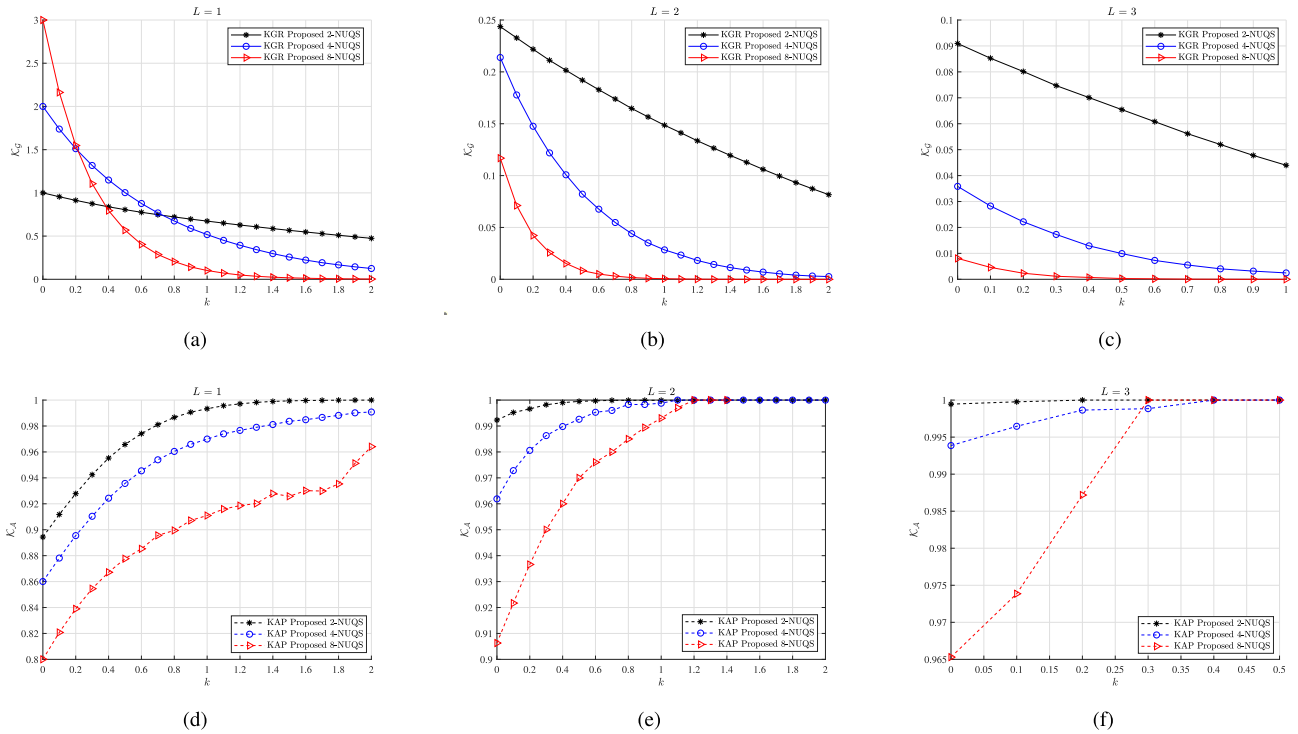 L = 1
3
2.5
2
1.5
1
0.5
0
K_G
0 0.2 0.4 0.6 0.8 1.0 1.2 1.4 1.6 1.8 2
k
KGR Proposed 2-NUQS
KGR Proposed 4-NUQS
KGR Proposed 8-NUQS
(a)
L = 2
0.25
0.2
0.15
0.1
0.05
0
K_G
0 0.2 0.4 0.6 0.8 1.0 1.2 1.4 1.6 1.8 2
k
KGR Proposed 2-NUQS
KGR Proposed 4-NUQS
KGR Proposed 8-NUQS
(b)
L = 3
0.1
0.09
0.08
0.07
0.06
0.05
0.04
0.03
0.02
0.01
0
K_G
0 0.1 0.2 0.3 0.4 0.5 0.6 0.7 0.8 0.9 1
k
KGR Proposed 2-NUQS
KGR Proposed 4-NUQS
KGR Proposed 8-NUQS
(c)
L = 1
1
0.98
0.96
0.94
0.92
0.9
0.88
0.86
0.84
0.82
0.8
K_A
0 0.2 0.4 0.6 0.8 1.0 1.2 1.4 1.6 1.8 2
k
KAP Proposed 2-NUQS
KAP Proposed 4-NUQS
KAP Proposed 8-NUQS
(d)
L = 2
1
0.99
0.98
0.97
0.96
0.95
0.94
0.93
0.92
0.91
0.9
K_A
0 0.2 0.4 0.6 0.8 1.0 1.2 1.4 1.6 1.8 2
k
KAP Proposed 2-NUQS
KAP Proposed 4-NUQS
KAP Proposed 8-NUQS
(e)
L = 3
1
0.995
0.99
0.985
0.98
0.975
0.97
0.965
K_A
0 0.05 0.1 0.15 0.2 0.25 0.3 0.35 0.4 0.45 0.5
k
KAP Proposed 2-NUQS
KAP Proposed 4-NUQS
KAP Proposed 8-NUQS
(f)